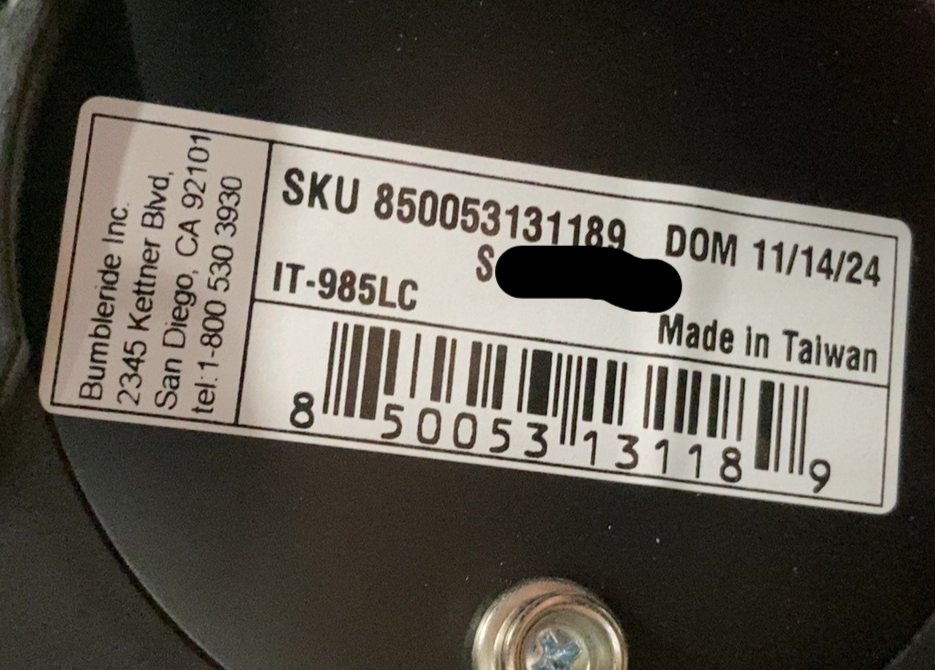 Bumbleride Inc.
2345 Kettner Blvd,
San Diego, CA 92101
tel:1-800 530 3930
SKU 850053131189 DOM 11/14/24
S
IT-985LC
Made in Taiwan
8 50053 13118 9